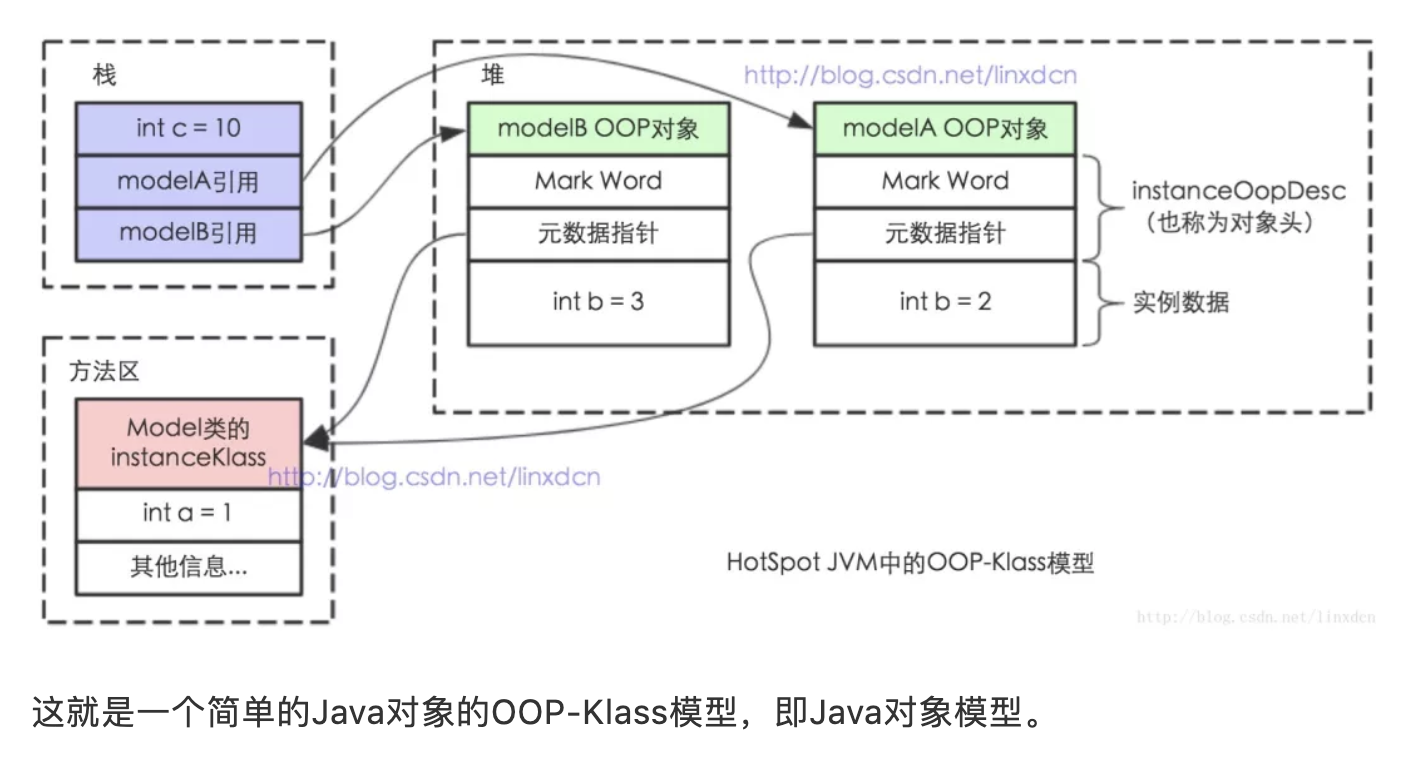 栈
int c = 10
modelA引用
modelB引用
堆
http://blog.csdn.net/linxdcn
modelB OOP对象
Mark Word
元数据指针
int b = 3
modelA OOP对象
Mark Word
元数据指针
int b = 2
instanceOopDesc
（也称为对象头）
实例数据
方法区
Model类的
instanceKlass
http://blog.csdn.net/linxdcn
int a = 1
其他信息...
HotSpot JVM中的OOP-Klass模型
http://blog.csdn.net/linxdcn
这就是一个简单的Java对象的OOP-Klass模型，即Java对象模型。